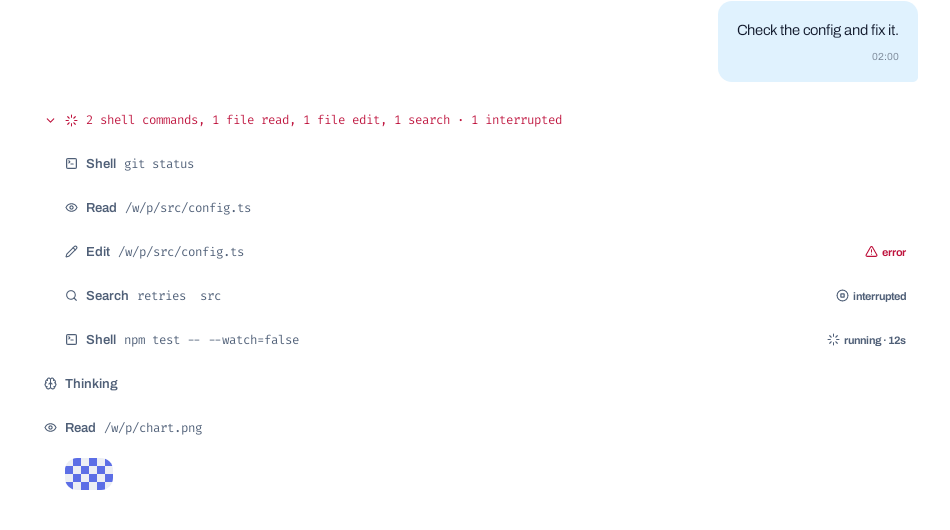 Check the config and fix it.
02:00
2 shell commands, 1 file read, 1 file edit, 1 search · 1 interrupted
Shell git status
Read /w/p/src/config.ts
Edit /w/p/src/config.ts error
Search retries src interrupted
Shell npm test -- --watch=false running · 12s
Thinking
Read /w/p/chart.png